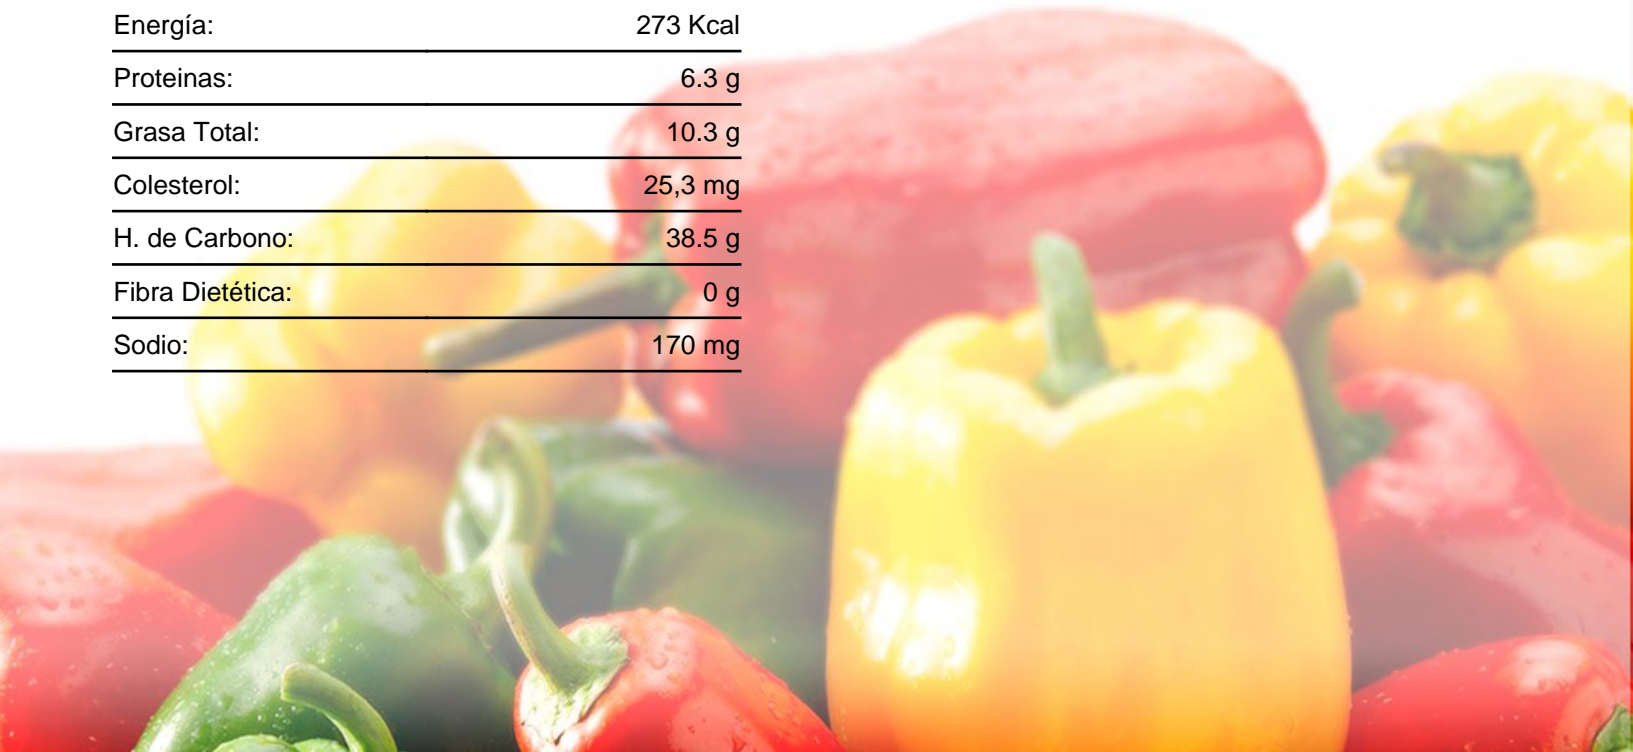 Energía: 273 Kcal
Proteinas: 6.3 g
Grasa Total: 10.3 g
Colesterol: 25,3 mg
H. de Carbono: 38.5 g
Fibra Dietética: 0 g
Sodio: 170 mg